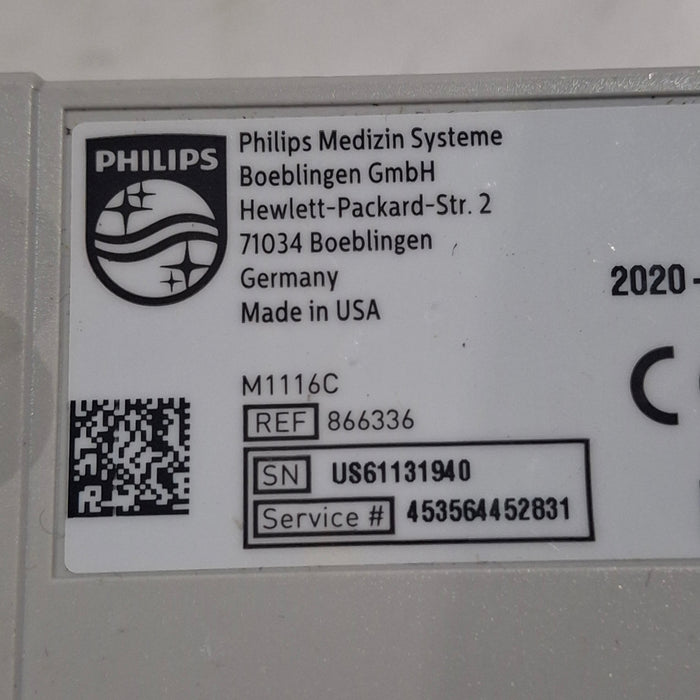 PHILIPS
Philips Medizin Systeme
Boeblingen GmbH
Hewlett-Packard-Str. 2
71034 Boeblingen
Germany
Made in USA
2020-
M1116C
REF 866336
SN US61131940
Service # 453564452831